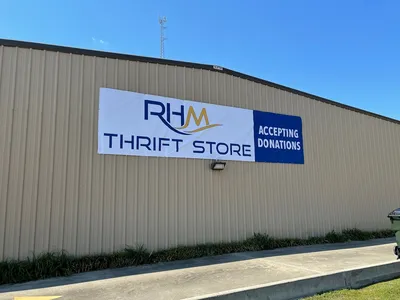 RHM
THRIFT STORE
ACCEPTING
DONATIONS